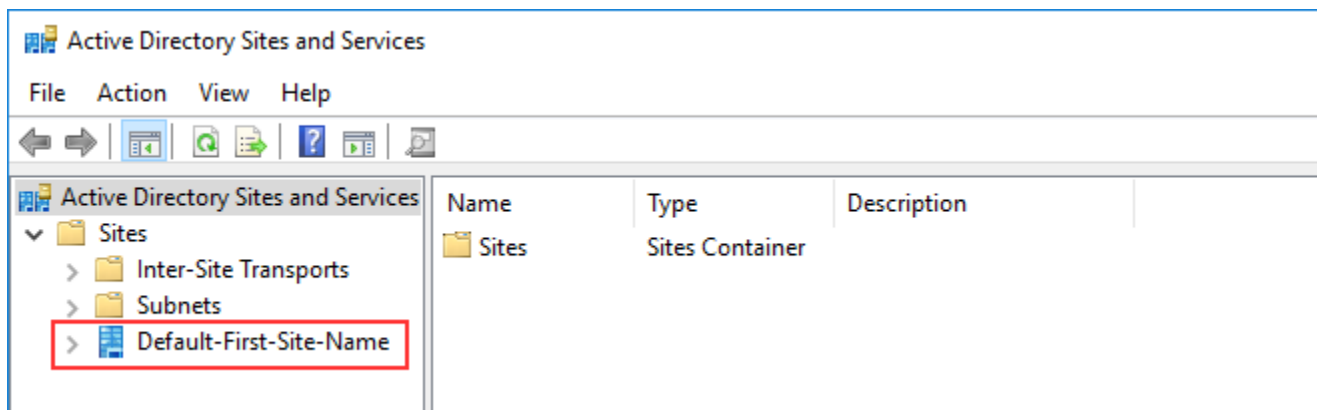 Active Directory Sites and Services
File Action View Help
Active Directory Sites and Services
Sites
Inter-Site Transports
Subnets
Default-First-Site-Name
Name Type Description
Sites Sites Container